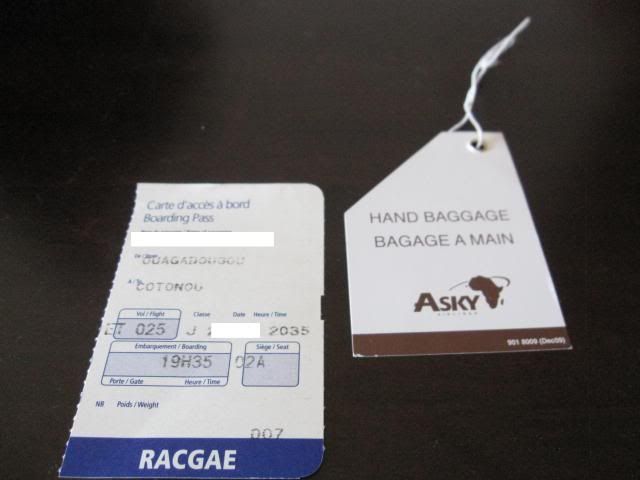 Carte d'accès à bord
Boarding Pass
OUAGADOUGOU
COTONOU
Vol / Flight Classe Date Heure / Time
ET 025 J 2 2035
Embarquement / Boarding Siège / Seat
19H35 02A
Porte / Gate Heure / Time
NB Poids / Weight
007
RACGAE
HAND BAGGAGE
BAGAGE A MAIN
ASKY
AIRLINES
901 8009 (Dec09)